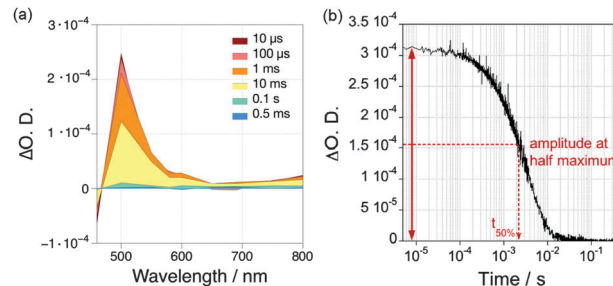 (a)
3·10⁻⁴
2·10⁻⁴
1·10⁻⁴
0
−1·10⁻⁴
ΔO. D.
10 µs
100 µs
1 ms
10 ms
0.1 s
0.5 ms
500
600
700
800
Wavelength / nm
(b)
3.5 10⁻⁴
3 10⁻⁴
2.5 10⁻⁴
2 10⁻⁴
1.5 10⁻⁴
1 10⁻⁴
5 10⁻⁵
0
ΔO. D.
amplitude at
half maximum
t50%
10⁻⁵
10⁻⁴
10⁻³
10⁻²
10⁻¹
Time / s